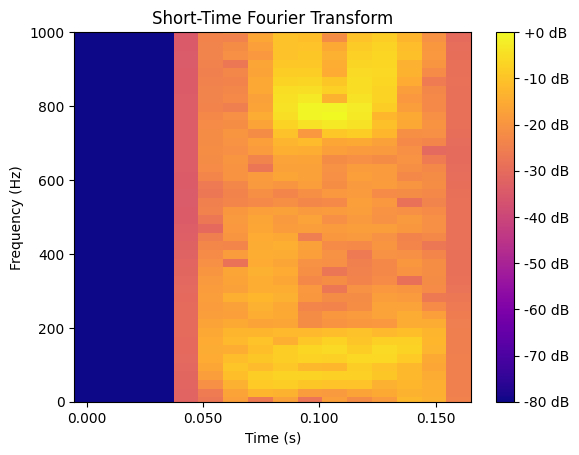 Short-Time Fourier Transform
Frequency (Hz)
1000
800
600
400
200
0
0.000
0.050
0.100
0.150
Time (s)
+0 dB
-10 dB
-20 dB
-30 dB
-40 dB
-50 dB
-60 dB
-70 dB
-80 dB